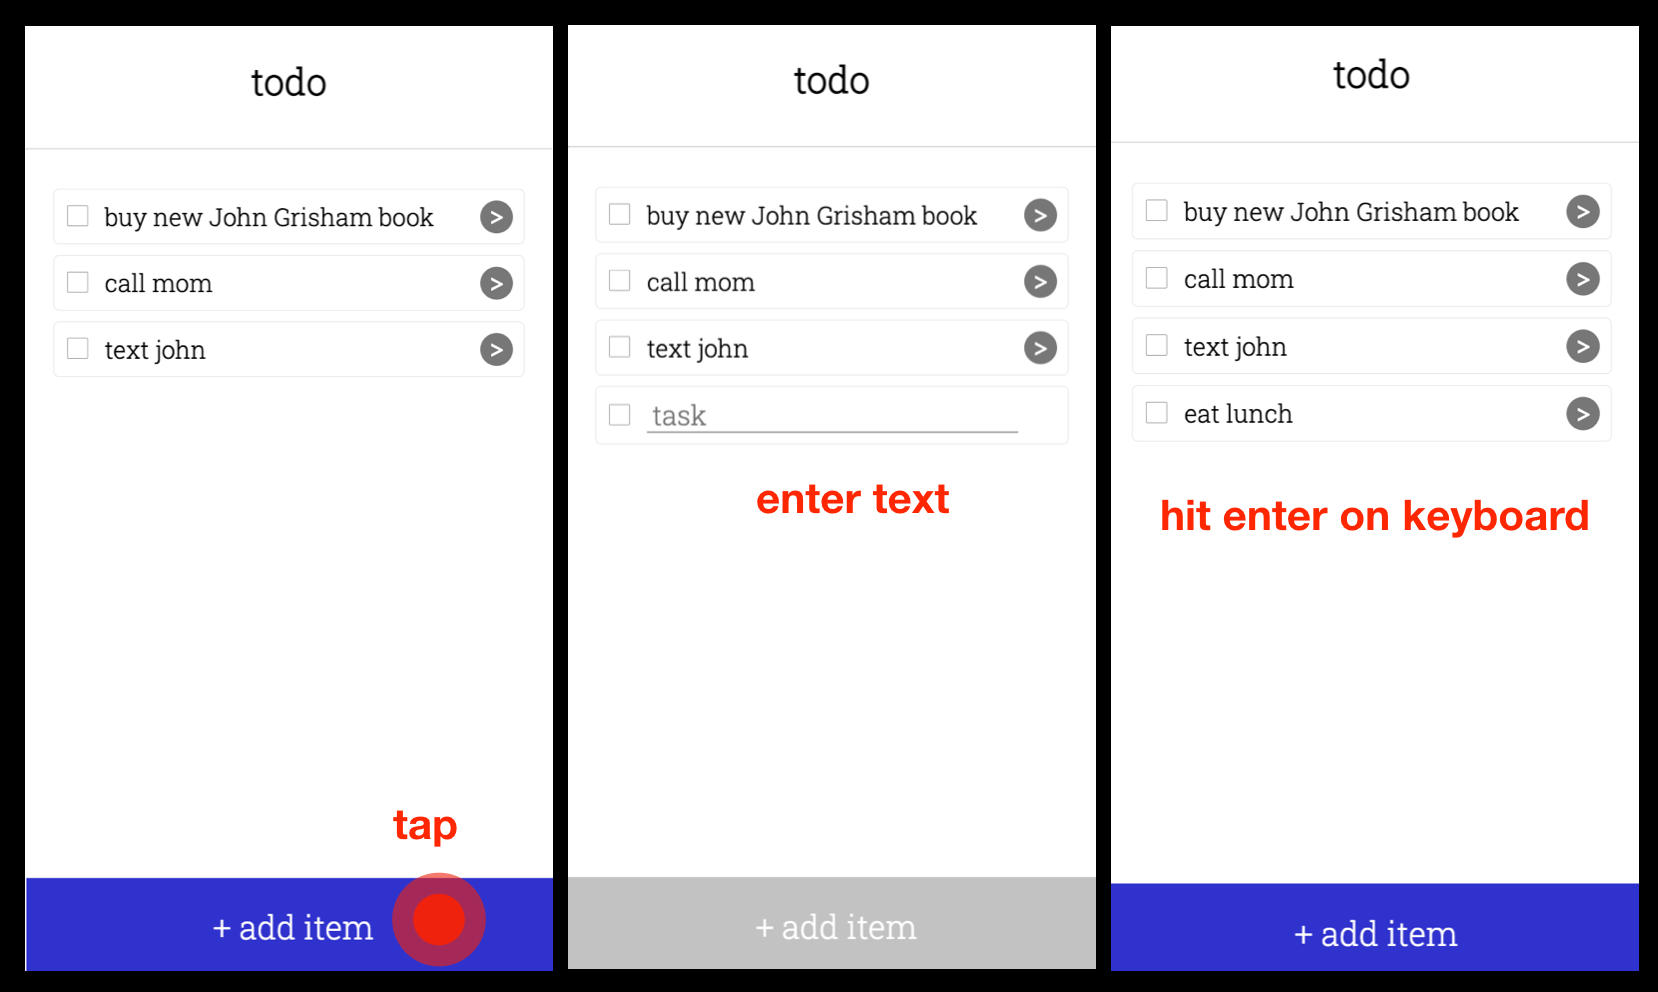 todo
buy new John Grisham book
>
call mom
>
text john
>
tap
+ add item
todo
buy new John Grisham book
>
call mom
>
text john
>
task
enter text
+ add item
todo
buy new John Grisham book
>
call mom
>
text john
>
eat lunch
>
hit enter on keyboard
+ add item